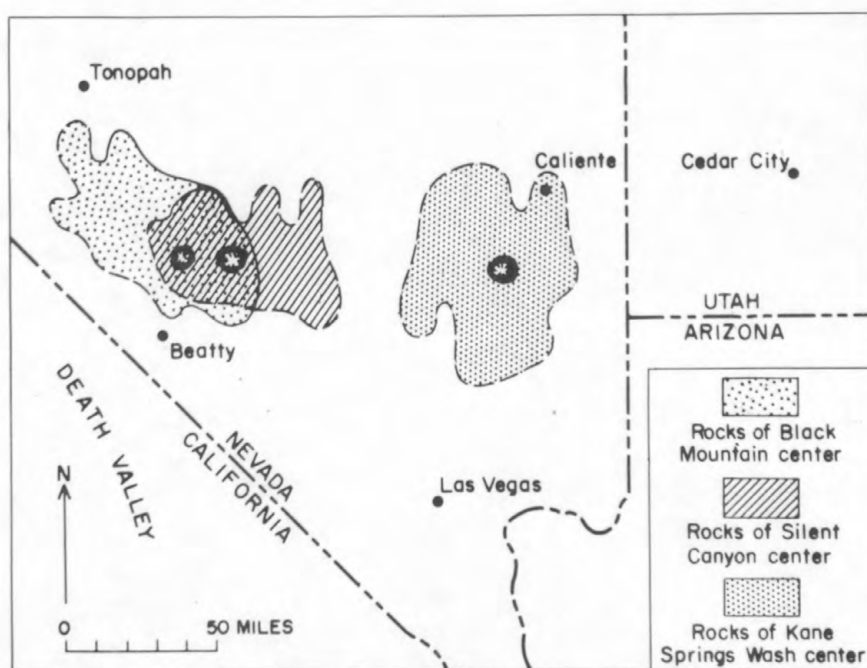 Tonopah
Caliente
Cedar City
UTAH
ARIZONA
Beatty
DEATH VALLEY
NEVADA
CALIFORNIA
Las Vegas
N
0 50 MILES
Rocks of Black
Mountain center
Rocks of Silent
Canyon center
Rocks of Kane
Springs Wash center